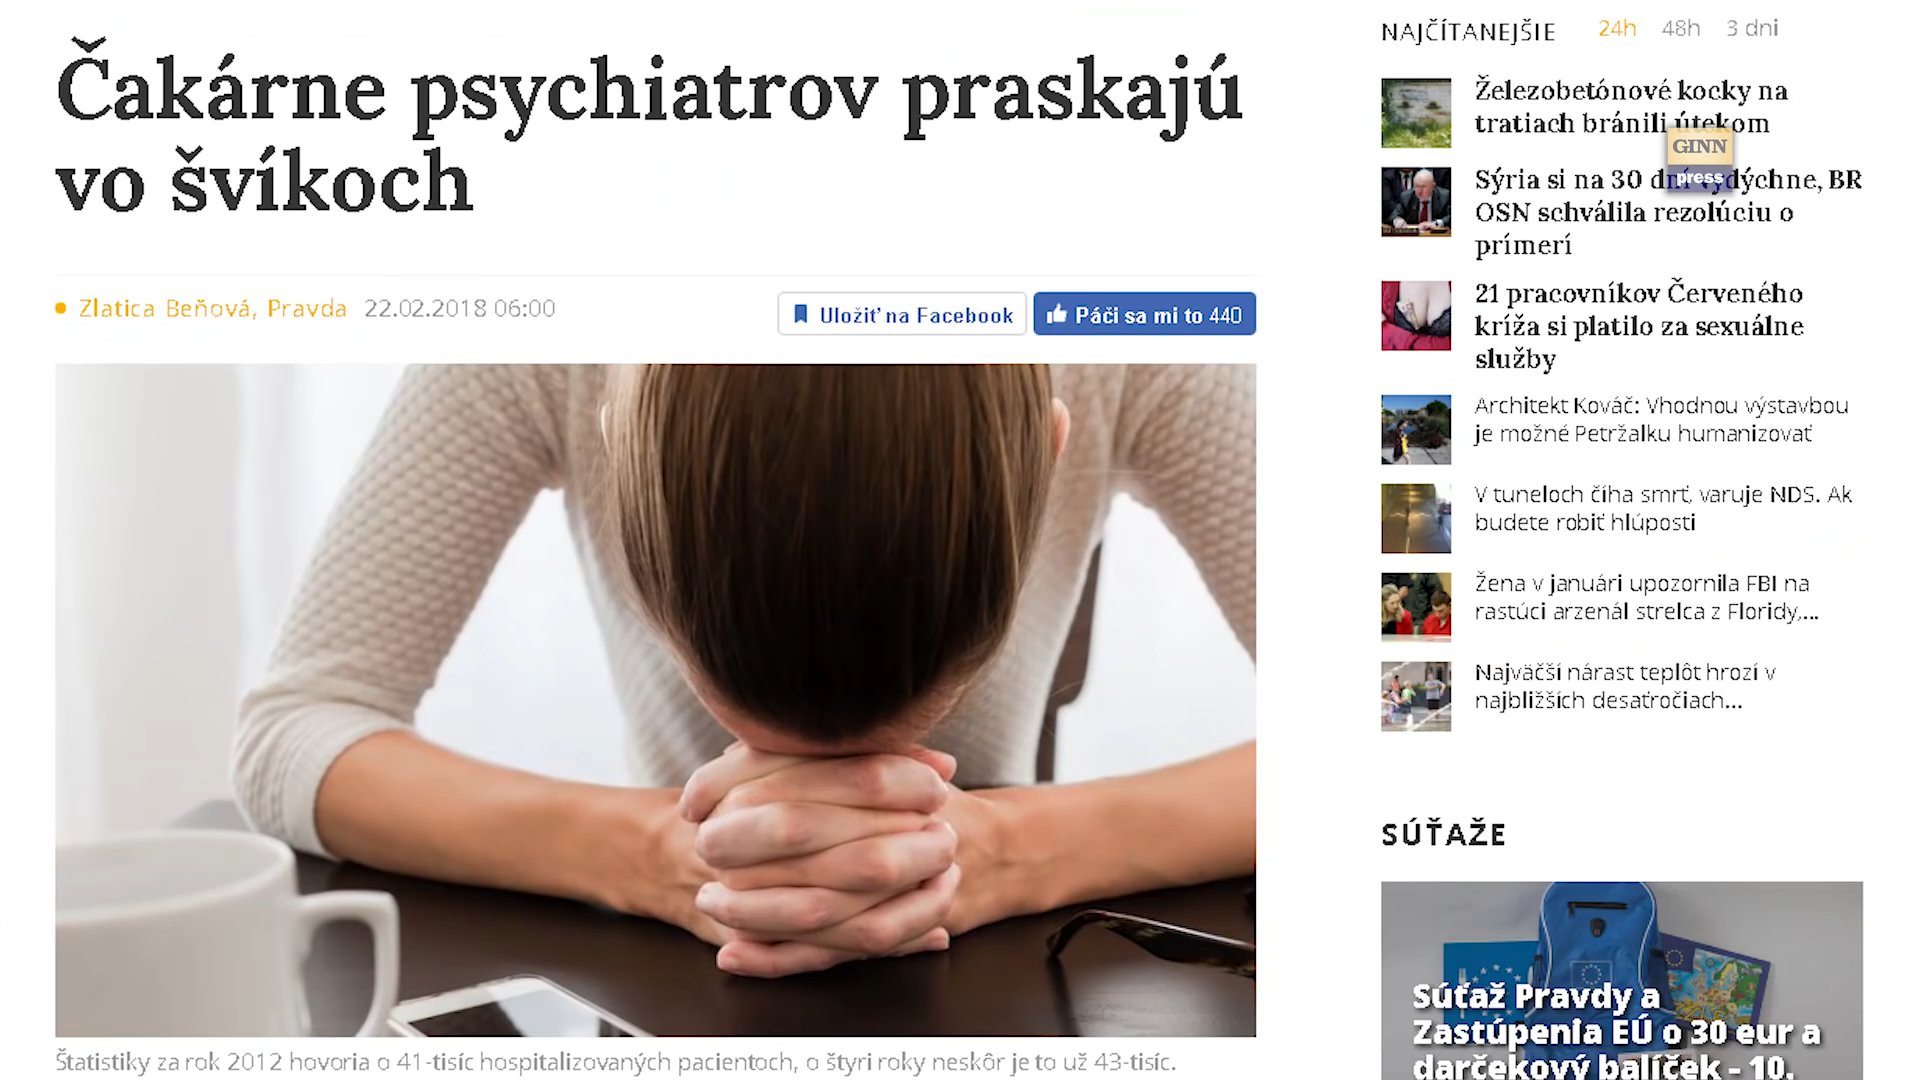 Čakárne psychiatrov praskajú
vo švíkoch
Zlatica Beňová, Pravda 22.02.2018 06:00
Uložiť na Facebook
Páči sa mi to 440
Štatistiky za rok 2012 hovoria o 41-tisíc hospitalizovaných pacientoch, o štyri roky neskôr je to už 43-tisíc.
NAJČÍTANEJŠIE 24h 48h 3 dni
Železobetónové kocky na
tratiach bránili útekom
GINN
press
Sýria si na 30 dní vydýchne, BR
OSN schválila rezolúciu o
prímerí
21 pracovníkov Červeného
kríža si platilo za sexuálne
služby
Architekt Kováč: Vhodnou výstavbou
je možné Petržalku humanizovať
V tuneloch číha smrť, varuje NDS. Ak
budete robiť hlúposti
Žena v januári upozornila FBI na
rastúci arzenál strelca z Floridy,...
Najväčší nárast teplôt hrozí v
najbližších desaťročiach...
SÚŤAŽE
Súťaž Pravdy a
Zastúpenia EÚ o 30 eur a
darčekový balíček - 10.